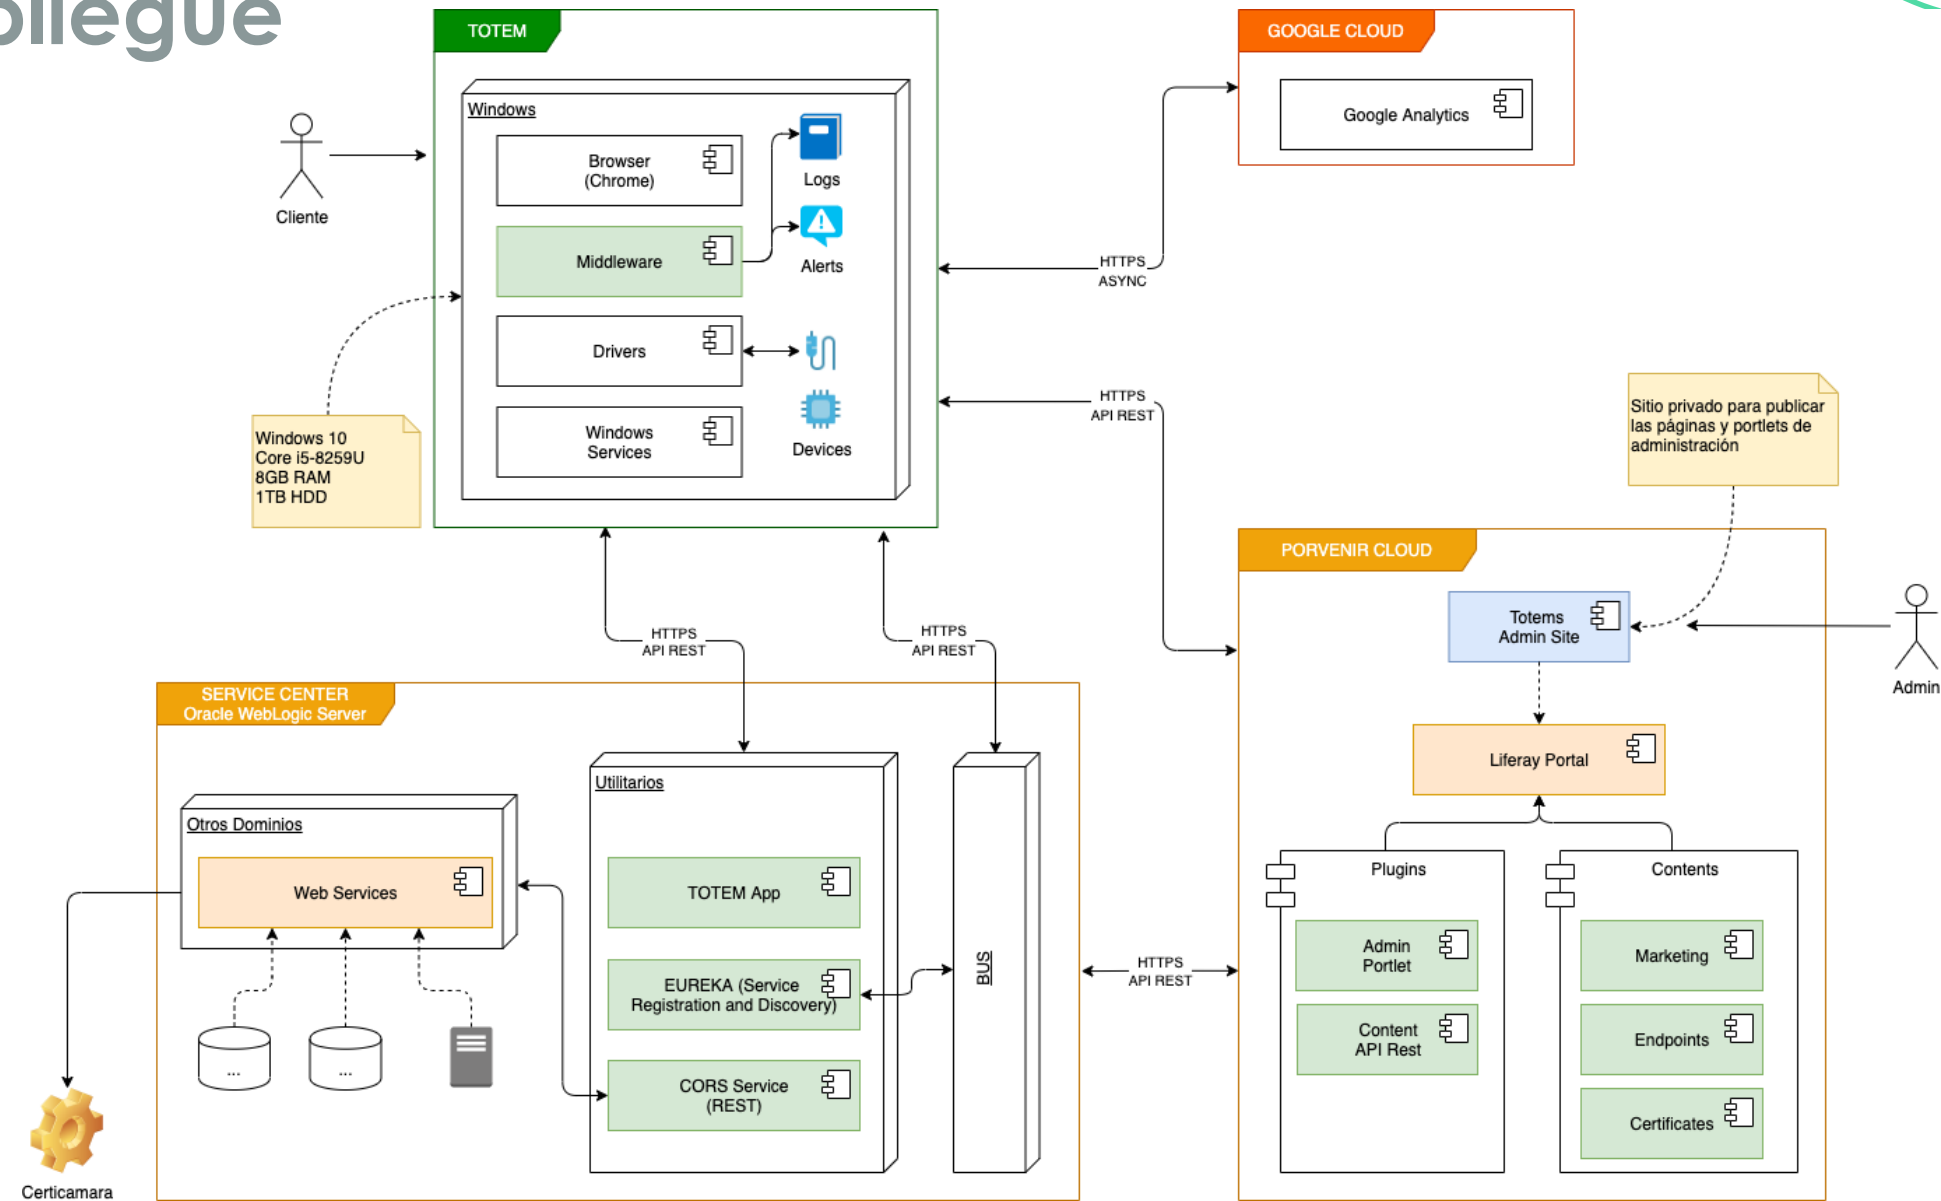 TOTEM
GOOGLE CLOUD
Windows
Google Analytics
Browser
(Chrome)
Logs
Cliente
Middleware
Alerts
HTTPS
ASYNC
Drivers
Windows
Services
Devices
HTTPS
API REST
Windows 10
Core i5-8259U
8GB RAM
1TB HDD
Sitio privado para publicar
las páginas y portlets de
administración
PORVENIR CLOUD
Totems
Admin Site
Admin
HTTPS
API REST
HTTPS
API REST
SERVICE CENTER
Oracle WebLogic Server
Liferay Portal
Utilitarios
Otros Dominios
Web Services
TOTEM App
EUREKA (Service
Registration and Discovery)
CORS Service
(REST)
BUS
HTTPS
API REST
Plugins
Contents
Admin
Portlet
Content
API Rest
Marketing
Endpoints
Certificates
...
...
Certicamara